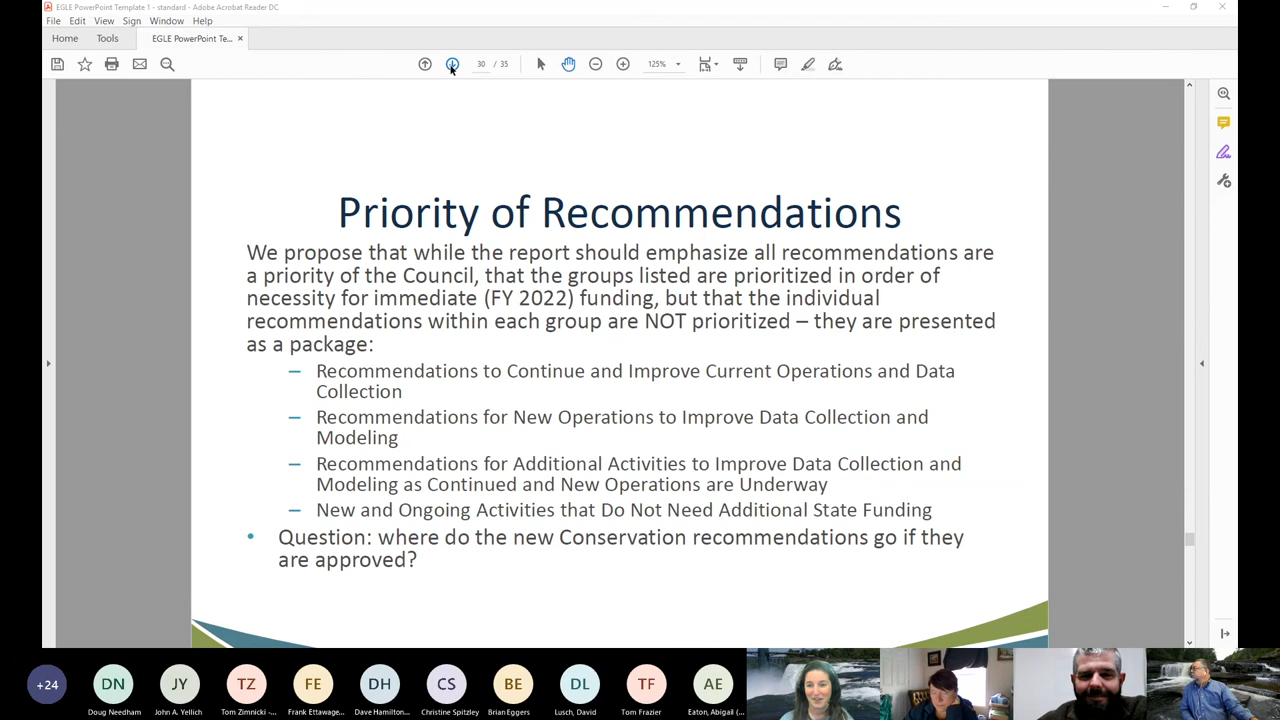 EGLE PowerPoint Template 1 - standard - Adobe Acrobat Reader DC
File Edit View Sign Window Help
Home Tools EGLE PowerPoint Te... ×
30 / 35 125%
Priority of Recommendations
We propose that while the report should emphasize all recommendations are
a priority of the Council, that the groups listed are prioritized in order of
necessity for immediate (FY 2022) funding, but that the individual
recommendations within each group are NOT prioritized – they are presented
as a package:
– Recommendations to Continue and Improve Current Operations and Data
Collection
– Recommendations for New Operations to Improve Data Collection and
Modeling
– Recommendations for Additional Activities to Improve Data Collection and
Modeling as Continued and New Operations are Underway
– New and Ongoing Activities that Do Not Need Additional State Funding
• Question: where do the new Conservation recommendations go if they
are approved?
+24 DN JY TZ FE DH CS BE DL TF AE
Doug Needham John A. Yellich Tom Zimnicki -... Frank Ettawage... Dave Hamilton... Christine Spitzley Brian Eggers Lusch, David Tom Frazier Eaton, Abigail (...